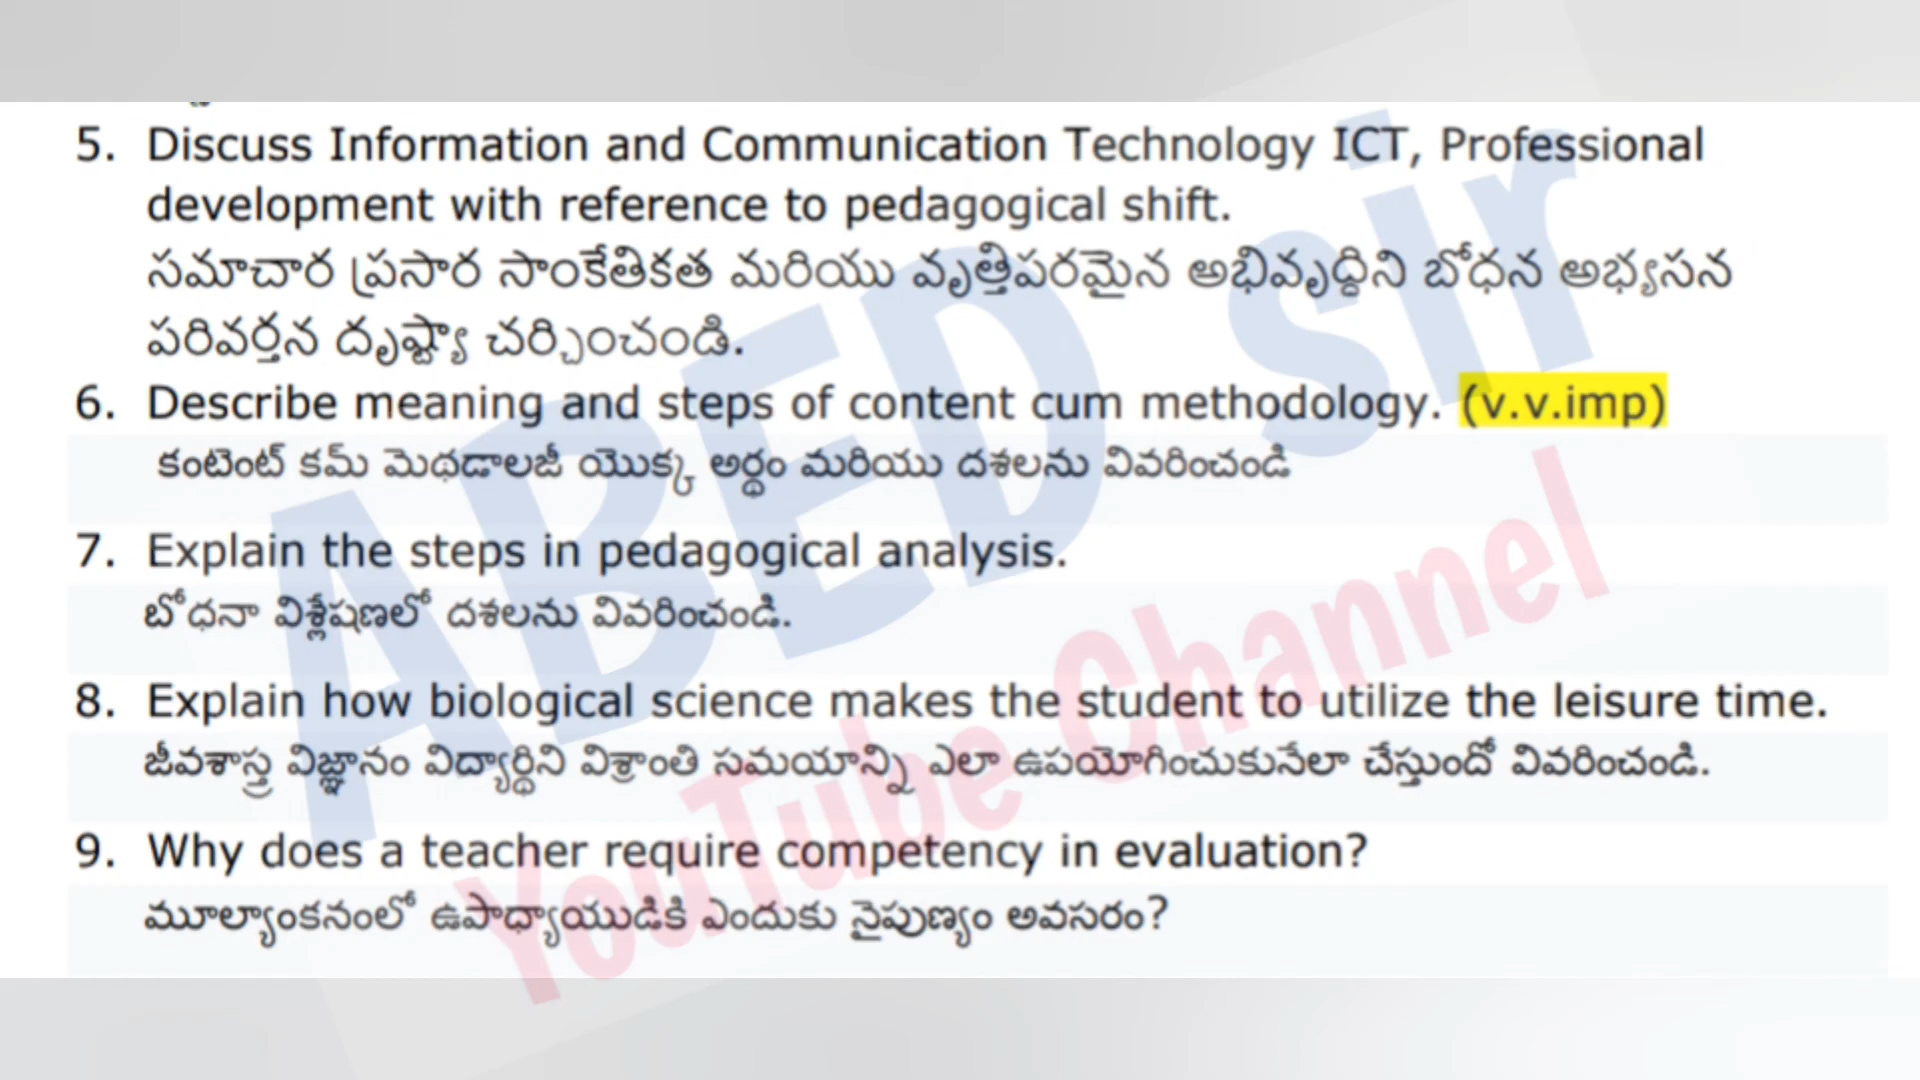 5. Discuss Information and Communication Technology ICT, Professional
development with reference to pedagogical shift.
సమాచార ప్రసార సాంకేతికత మరియు వృత్తిపరమైన అభివృద్ధిని బోధన అభ్యసన
పరివర్తన దృష్ట్యా చర్చించండి.
6. Describe meaning and steps of content cum methodology. (v.v.imp)
కంటెంట్ కమ్ మెథడాలజీ యొక్క అర్థం మరియు దశలను వివరించండి
7. Explain the steps in pedagogical analysis.
బోధనా విశ్లేషణలో దశలను వివరించండి.
8. Explain how biological science makes the student to utilize the leisure time.
జీవశాస్త్ర విజ్ఞానం విద్యార్థిని విశ్రాంతి సమయాన్ని ఎలా ఉపయోగించుకునేలా చేస్తుందో వివరించండి.
9. Why does a teacher require competency in evaluation?
మూల్యాంకనంలో ఉపాధ్యాయుడికి ఎందుకు నైపుణ్యం అవసరం?
ABED sir
YouTube Channel